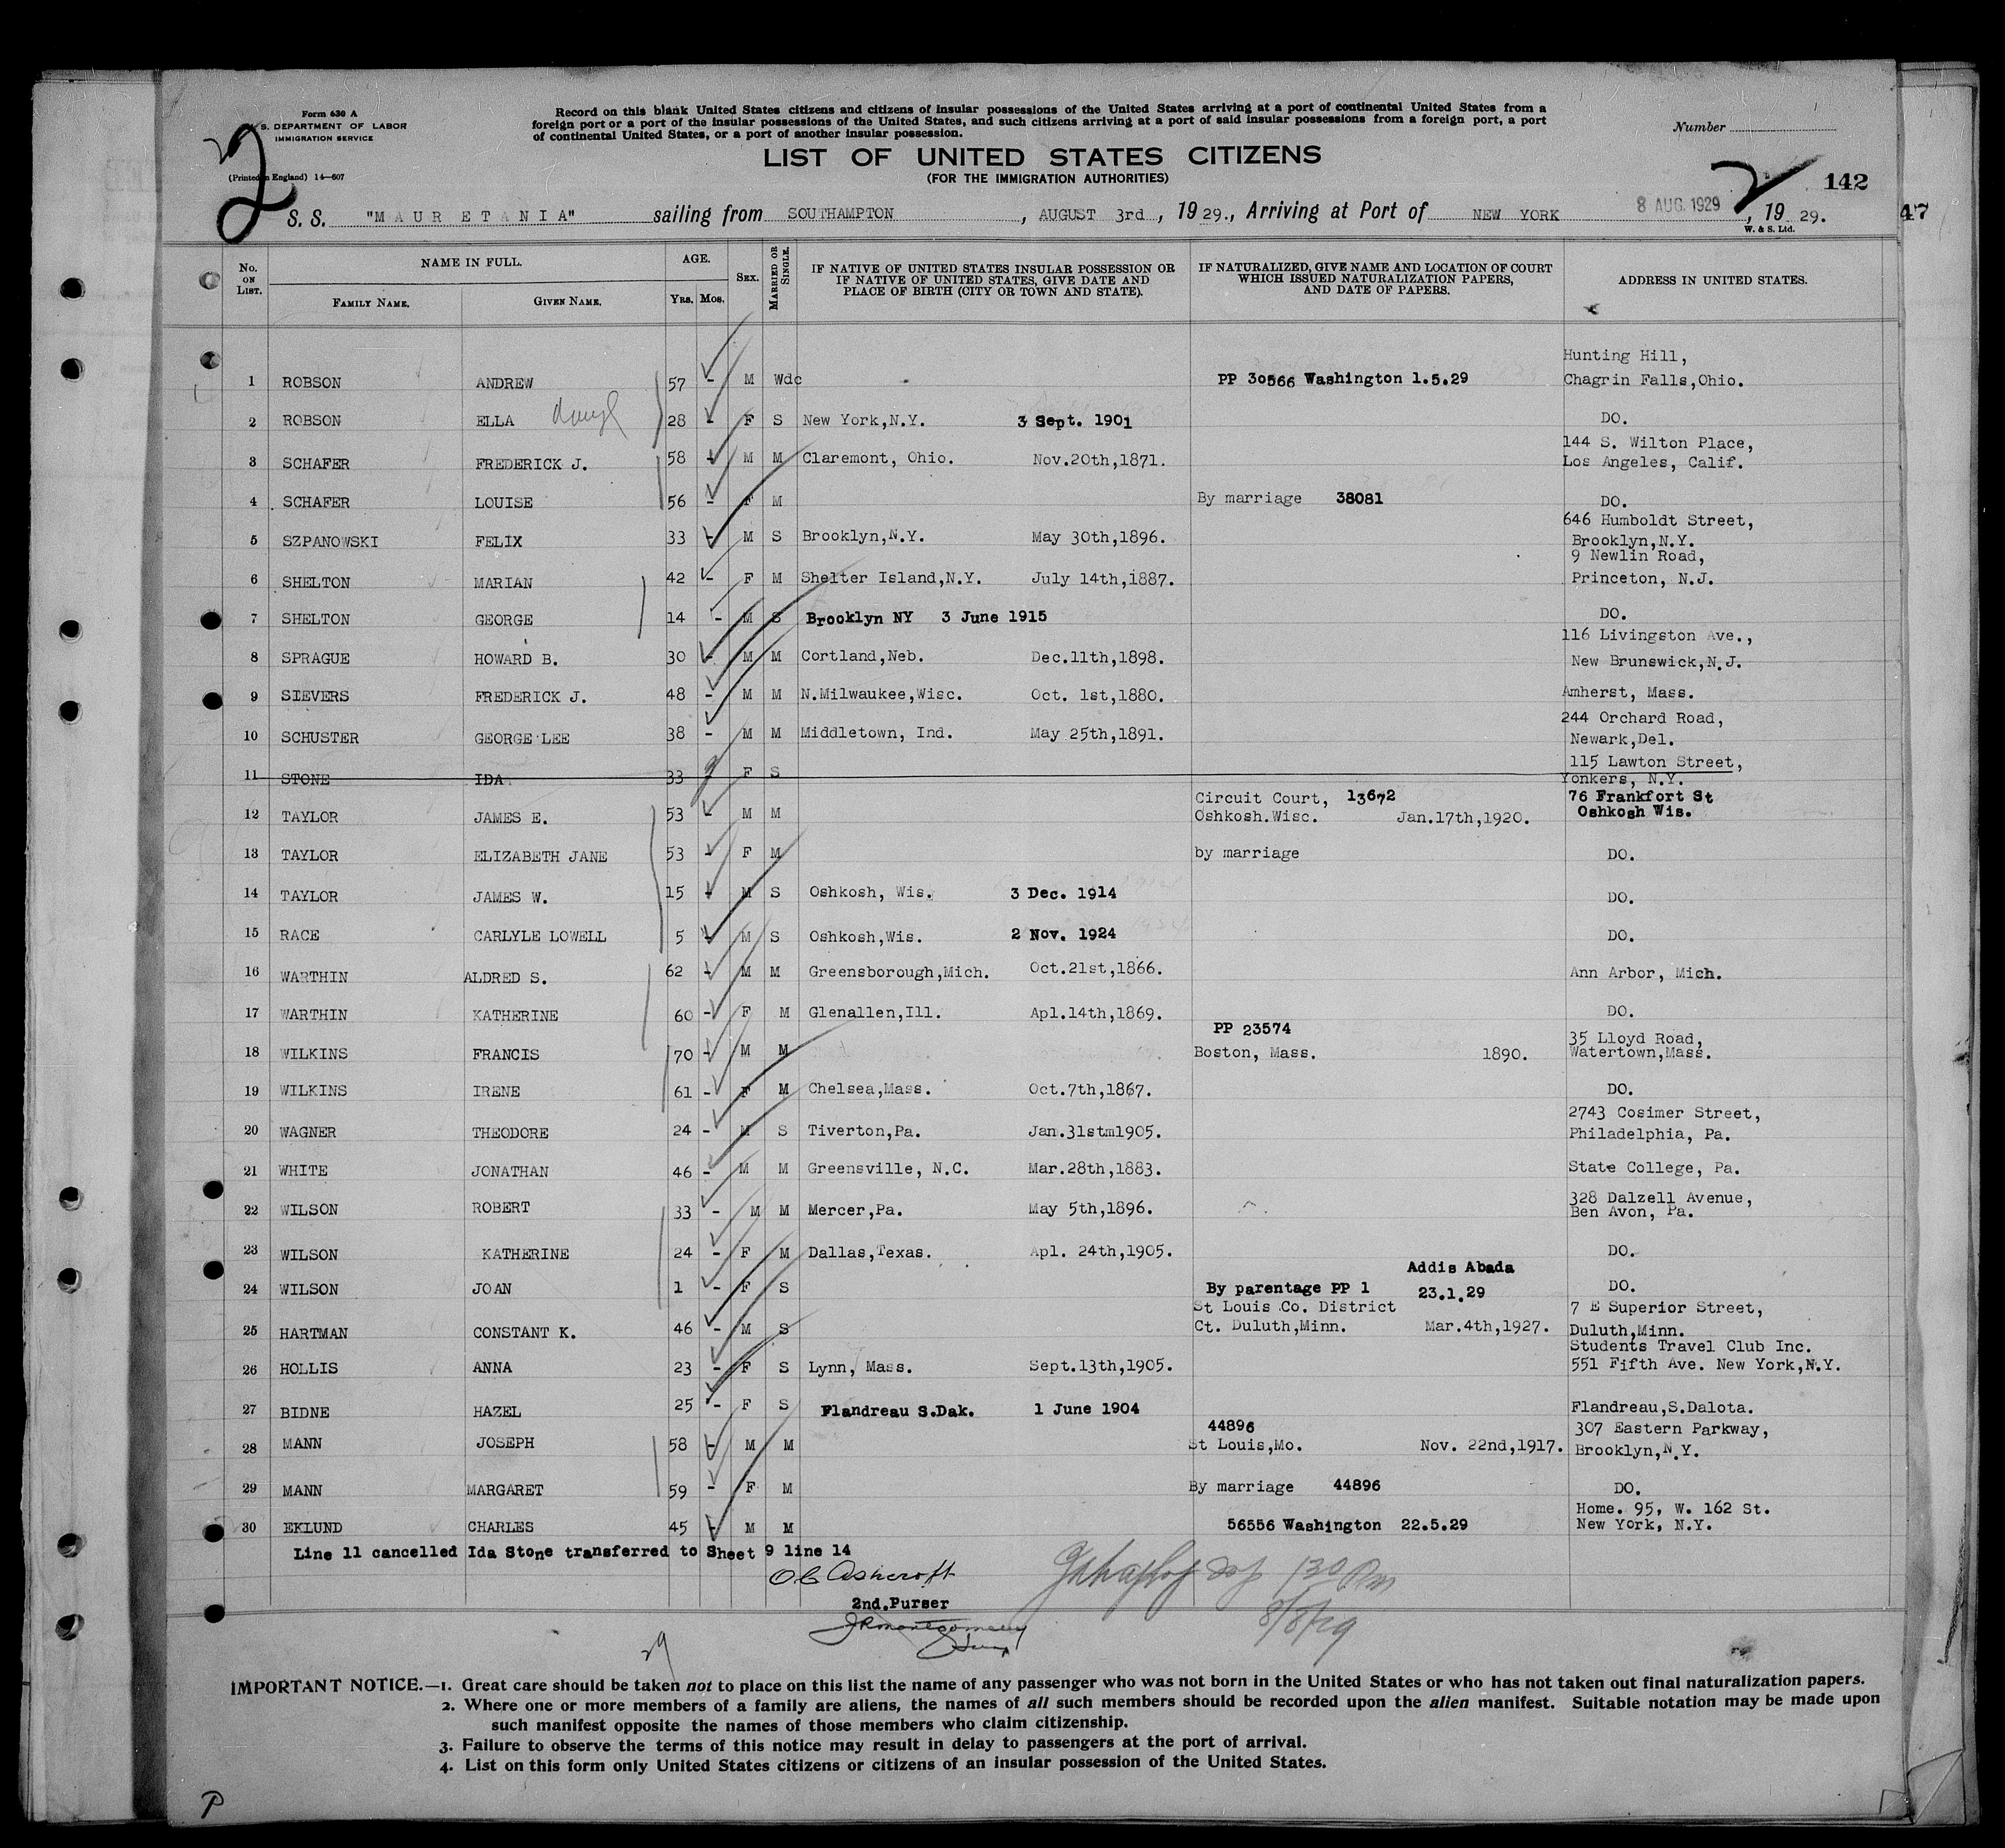 Form 630 A
S. DEPARTMENT OF LABOR
IMMIGRATION SERVICE
(Printed in England) 14—607
2
Record on this blank United States citizens and citizens of insular possessions of the United States arriving at a port of continental United States from a
foreign port or a port of the insular possessions of the United States, and such citizens arriving at a port of said insular possessions from a foreign port, a port
of continental United States, or a port of another insular possession.
Number
LIST OF UNITED STATES CITIZENS
(FOR THE IMMIGRATION AUTHORITIES)
2 142
S. S. "MAURETANIA" sailing from SOUTHAMPTON, AUGUST 3rd, 1929., Arriving at Port of NEW YORK 8 AUG. 1929, 19 29.
47
W. & S. Ltd.
No. ON LIST. NAME IN FULL. FAMILY NAME. GIVEN NAME. AGE. YRS. MOS. SEX. MARRIED OR SINGLE. IF NATIVE OF UNITED STATES INSULAR POSSESSION OR IF NATIVE OF UNITED STATES, GIVE DATE AND PLACE OF BIRTH (CITY OR TOWN AND STATE). IF NATURALIZED, GIVE NAME AND LOCATION OF COURT WHICH ISSUED NATURALIZATION PAPERS, AND DATE OF PAPERS. ADDRESS IN UNITED STATES.
1 ROBSON ANDREW 57 - M Wdc PP 30566 Washington 1.5.29 Hunting Hill, Chagrin Falls,Ohio.
2 ROBSON ELLA daugh 28 - F S New York,N.Y. 3 Sept. 1901 DO.
3 SCHAFER FREDERICK J. 58 - M M Claremont, Ohio. Nov.20th,1871. 144 S. Wilton Place, Los Angeles, Calif.
4 SCHAFER LOUISE 56 - F M By marriage 38081 DO.
5 SZPANOWSKI FELIX 33 - M S Brooklyn,N.Y. May 30th,1896. 646 Humboldt Street, Brooklyn,N.Y.
6 SHELTON MARIAN 42 - F M Shelter Island,N.Y. July 14th,1887. 9 Newlin Road, Princeton, N.J.
7 SHELTON GEORGE 14 - M S Brooklyn NY 3 June 1915 DO.
8 SPRAGUE HOWARD B. 30 - M M Cortland,Neb. Dec.11th,1898. 116 Livingston Ave., New Brunswick,N.J.
9 SIEVERS FREDERICK J. 48 - M M N.Milwaukee,Wisc. Oct. 1st,1880. Amherst, Mass.
10 SCHUSTER GEORGE LEE 38 - M M Middletown, Ind. May 25th,1891. 244 Orchard Road, Newark,Del.
11 STONE IDA 33 F S 115 Lawton Street, Yonkers, N.Y.
12 TAYLOR JAMES E. 53 - M M Circuit Court, 13672 Oshkosh.Wisc. Jan.17th,1920. 76 Frankfort St Oshkosh Wis.
13 TAYLOR ELIZABETH JANE 53 - F M by marriage DO.
14 TAYLOR JAMES W. 15 - M S Oshkosh, Wis. 3 Dec. 1914 DO.
15 RACE CARLYLE LOWELL 5 - M S Oshkosh,Wis. 2 Nov. 1924 DO.
16 WARTHIN ALDRED S. 62 - M M Greensborough,Mich. Oct.21st,1866. Ann Arbor, Mich.
17 WARTHIN KATHERINE 60 - F M Glenallen,Ill. Apl.14th,1869. DO.
18 WILKINS FRANCIS 70 - M M PP 23574 Boston, Mass. 1890. 35 Lloyd Road, Watertown,Mass.
19 WILKINS IRENE 61 - F M Chelsea,Mass. Oct.7th,1867. DO.
20 WAGNER THEODORE 24 - M S Tiverton,Pa. Jan.31stm1905. 2743 Cosimer Street, Philadelphia, Pa.
21 WHITE JONATHAN 46 - M M Greensville, N.C. Mar.28th,1883. State College, Pa.
22 WILSON ROBERT 33 - M M Mercer,Pa. May 5th,1896. 328 Dalzell Avenue, Ben Avon, Pa.
23 WILSON KATHERINE 24 - F M Dallas,Texas. Apl. 24th,1905. DO.
24 WILSON JOAN 1 - F S By parentage PP 1 Addis Abada 23.1.29 DO.
25 HARTMAN CONSTANT K. 46 - M S St Louis Co. District Ct. Duluth,Minn. Mar.4th,1927. 7 E Superior Street, Duluth,Minn.
26 HOLLIS ANNA 23 - F S Lynn, Mass. Sept.13th,1905. Students Travel Club Inc. 551 Fifth Ave. New York,N.Y.
27 BIDNE HAZEL 25 - F S Flandreau S.Dak. 1 June 1904 Flandreau,S.Dalota.
28 MANN JOSEPH 58 - M M 44896 St Louis,Mo. Nov. 22nd,1917. 307 Eastern Parkway, Brooklyn,N.Y.
29 MANN MARGARET 59 - F M By marriage 44896 DO.
30 EKLUND CHARLES 45 - M M 56556 Washington 22.5.29 Home. 95, W. 162 St. New York, N.Y.
Line 11 cancelled Ida Stone transferred to Sheet 9 line 14
Ashcroft
2nd.Purser
130 Pm
8/8/29
29
IMPORTANT NOTICE.—1. Great care should be taken not to place on this list the name of any passenger who was not born in the United States or who has not taken out final naturalization papers.
2. Where one or more members of a family are aliens, the names of all such members should be recorded upon the alien manifest. Suitable notation may be made upon
such manifest opposite the names of those members who claim citizenship.
3. Failure to observe the terms of this notice may result in delay to passengers at the port of arrival.
4. List on this form only United States citizens or citizens of an insular possession of the United States.
P